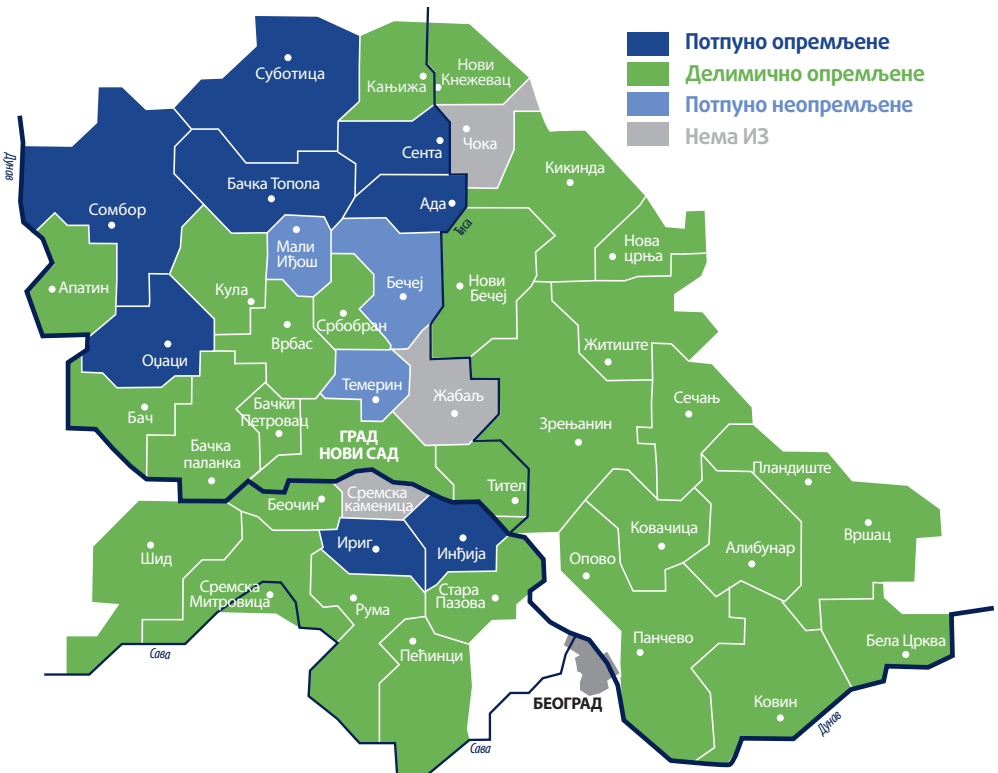 Потпуно опремљене
Делимично опремљене
Потпуно неопремљене
Нема ИЗ
Суботица
Кањижа
Нови
Кнежевац
Чока
Сента
Кикинда
Бачка Топола
Ада
Дунав
Сомбор
Тиса
Мали
Иђош
Нова
црња
Апатин
Кула
Бечеј
Нови
Бечеј
Србобран
Врбас
Житиште
Оџаци
Темерин
Жабаљ
Сечањ
Бач
Бачки
Петровац
Зрењанин
ГРАД
НОВИ САД
Бачка
паланка
Пландиште
Тител
Беочин
Сремска
каменица
Ковачица
Вршац
Шид
Ириг
Инђија
Опово
Алибунар
Сремска
Митровица
Рума
Стара
Пазова
Панчево
Бела Црква
Сава
Пећинци
БЕОГРАД
Ковин
Дунав
Сава